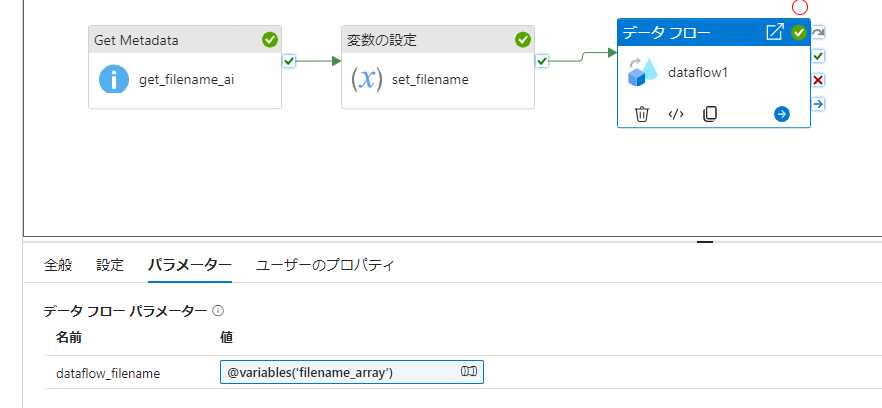 Get Metadata
get_filename_ai
変数の設定
(x) set_filename
データ フロー
dataflow1
全般 設定 パラメーター ユーザーのプロパティ
データ フロー パラメーター
名前 値
dataflow_filename @variables('filename_array')